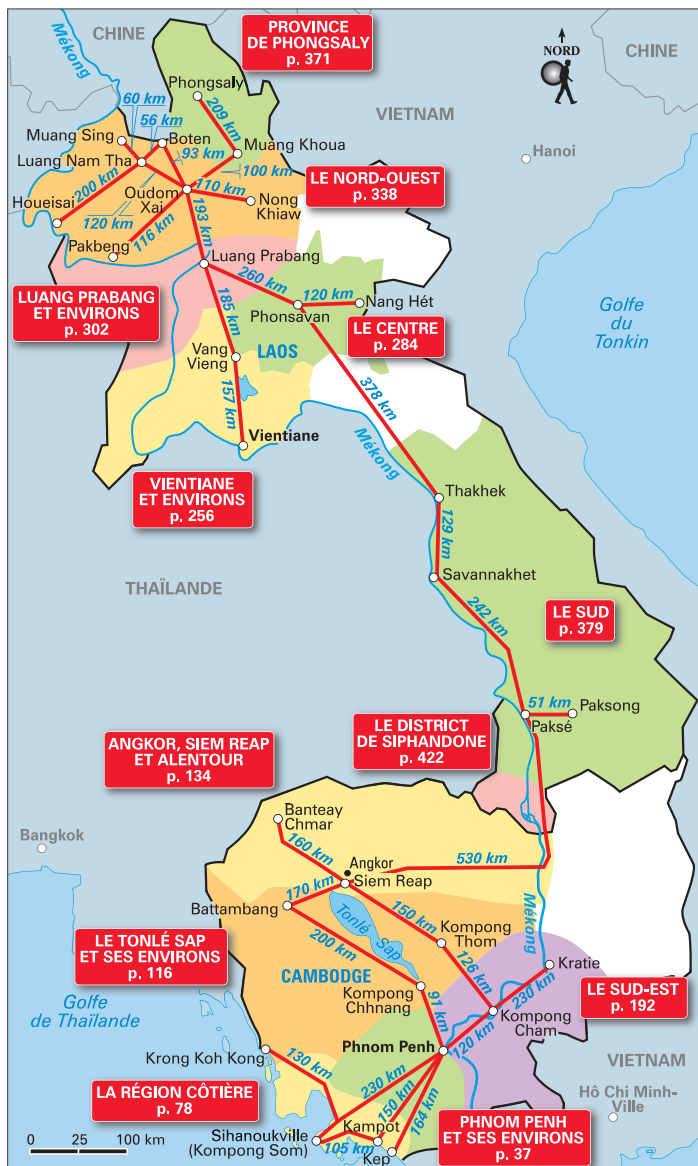 CHINE
PROVINCE
DE PHONGSALY
p. 371
NORD
CHINE
Mékong
Phongsaly
60 km
209 km
VIETNAM
56 km
Muang Sing
Boten
93 km
Muang Khoua
Hanoi
Luang Nam Tha
100 km
LE NORD-OUEST
p. 338
200 km
Oudom
Xai
110 km
Nong
Khiaw
Houeisai
120 km
116 km
193 km
Pakbeng
Luang Prabang
260 km
LUANG PRABANG
ET ENVIRONS
p. 302
120 km
Nang Hét
Phonsavan
Golfe
du
Tonkin
185 km
LE CENTRE
p. 284
Vang
Vieng
LAOS
378 km
157 km
Vientiane
Mékong
VIENTIANE
ET ENVIRONS
p. 256
Thakhek
129 km
THAÏLANDE
Savannakhet
242 km
LE SUD
p. 379
51 km
Paksong
Paksé
LE DISTRICT
DE SIPHANDONE
p. 422
ANGKOR, SIEM REAP
ET ALENTOUR
p. 134
Banteay
Chmar
Bangkok
160 km
Angkor
530 km
Siem Reap
170 km
Mékong
Battambang
150 km
Tonlé Sap
Kompong
Thom
LE TONLÉ SAP
ET SES ENVIRONS
p. 116
200 km
126 km
Kratie
CAMBODGE
230 km
LE SUD-EST
p. 192
Kompong
Chhnang
91 km
Kompong
Cham
Golfe
de Thaïlande
Phnom Penh
120 km
Krong Koh Kong
VIETNAM
130 km
230 km
150 km
164 km
LA RÉGION CÔTIÈRE
p. 78
Hô Chi Minh-
Ville
PHNOM PENH
ET SES ENVIRONS
p. 37
Kampot
Sihanoukville
(Kompong Som)
105 km
Kep
0 25 100 km